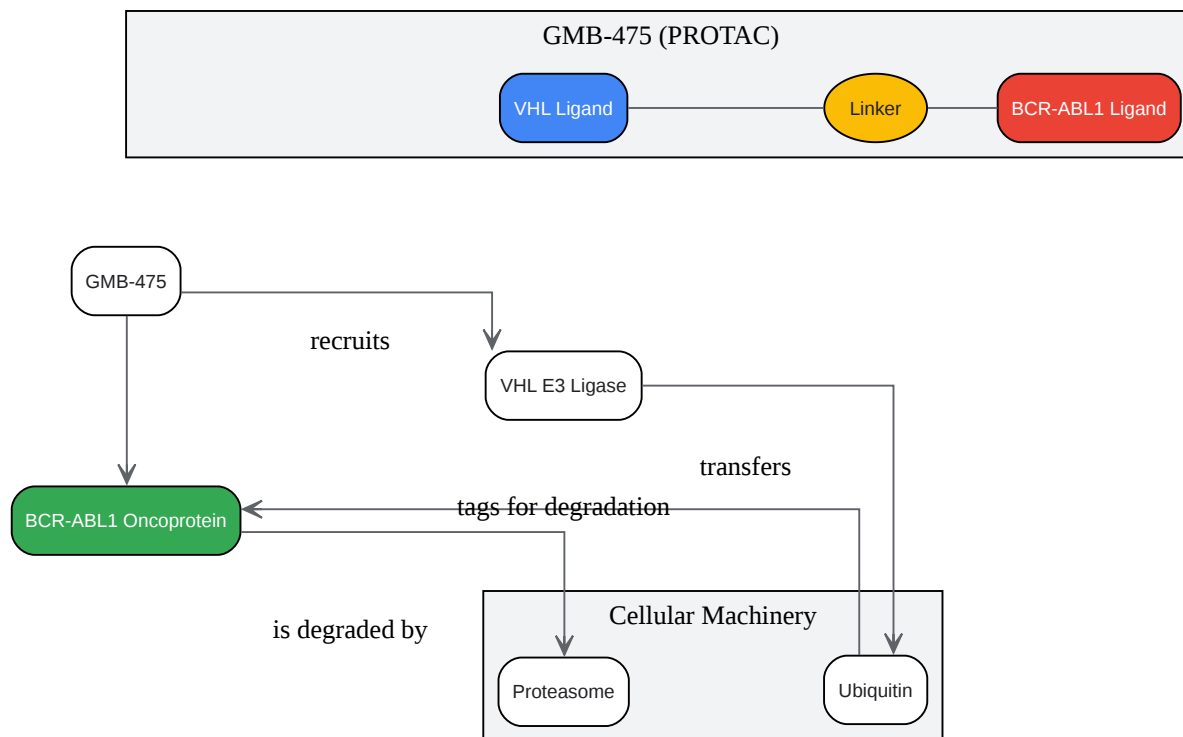 GMB-475 (PROTAC)
VHL Ligand
Linker
BCR-ABL1 Ligand
GMB-475
recruits
VHL E3 Ligase
transfers
tags for degradation
BCR-ABL1 Oncoprotein
Cellular Machinery
is degraded by
Proteasome
Ubiquitin